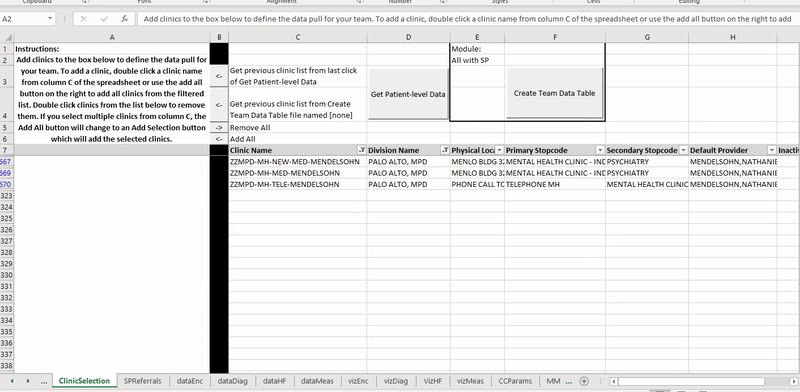 Clipboard Font Alignment Number Styles Cells Editing
A2 fx Add clinics to the box below to define the data pull for your team. To add a clinic, double click a clinic name from column C of the spreadsheet or use the add all button on the right to add
A B C D E F G H
1 Instructions: Module:
2 Add clinics to the box below to define the data pull for All with SP
your team. To add a clinic, double click a clinic name
from column C of the spreadsheet or use the add all
button on the right to add all clinics from the filtered
list. Double click clinics from the list below to remove
them. If you select multiple clinics from column C, the
Add All button will change to an Add Selection button
which will add the selected clinics.
3 <- Get previous clinic list from last click
of Get Patient-level Data
4 <- Get previous clinic list from Create
Team Data Table file named [none]
Get Patient-level Data
Create Team Data Table
5 -> Remove All
6 <- Add All
7 Clinic Name Division Name Physical Loca Primary Stopcode Secondary Stopcode Default Provider Inactiv
667 ZZMPD-MH-NEW-MED-MENDELSOHN PALO ALTO, MPD MENLO BLDG 32 MENTAL HEALTH CLINIC - IND PSYCHIATRY MENDELSOHN,NATHANIE
669 ZZMPD-MH-MED-MENDELSOHN PALO ALTO, MPD MENLO BLDG 32 MENTAL HEALTH CLINIC - IND PSYCHIATRY MENDELSOHN,NATHANIE
670 ZZMPD-MH-TELE-MENDELSOHN PALO ALTO, MPD PHONE CALL TO TELEPHONE MH MENTAL HEALTH CLINIC MENDELSOHN,NATHANIE
323
324
325
326
327
328
329
330
331
332
333
334
335
336
337
338
... ClinicSelection SPReferrals dataEnc dataDiag dataHF dataMeas vizEnc vizDiag VizHF vizMeas CCParams MM ...